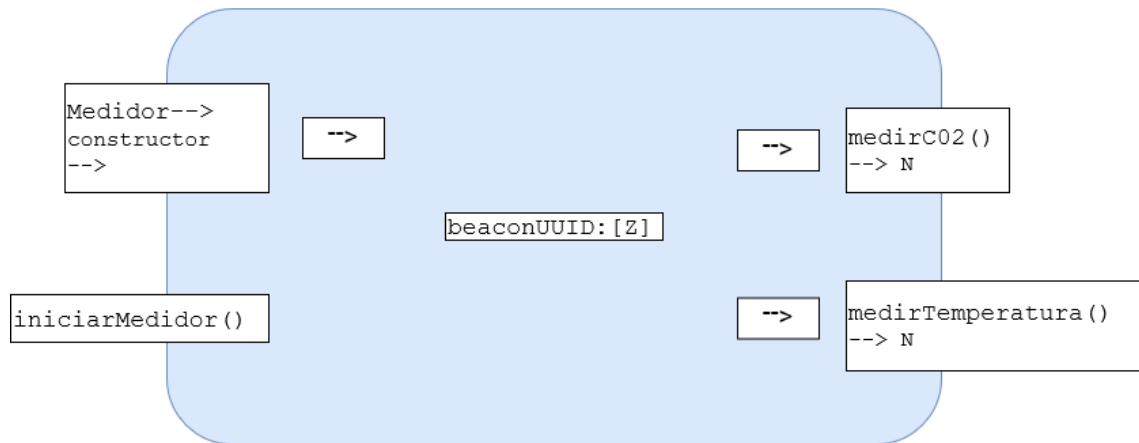 Medidor-->
constructor
-->
-->
-->
medirC02()
--> N
beaconUUID:[Z]
iniciarMedidor()
-->
medirTemperatura()
--> N